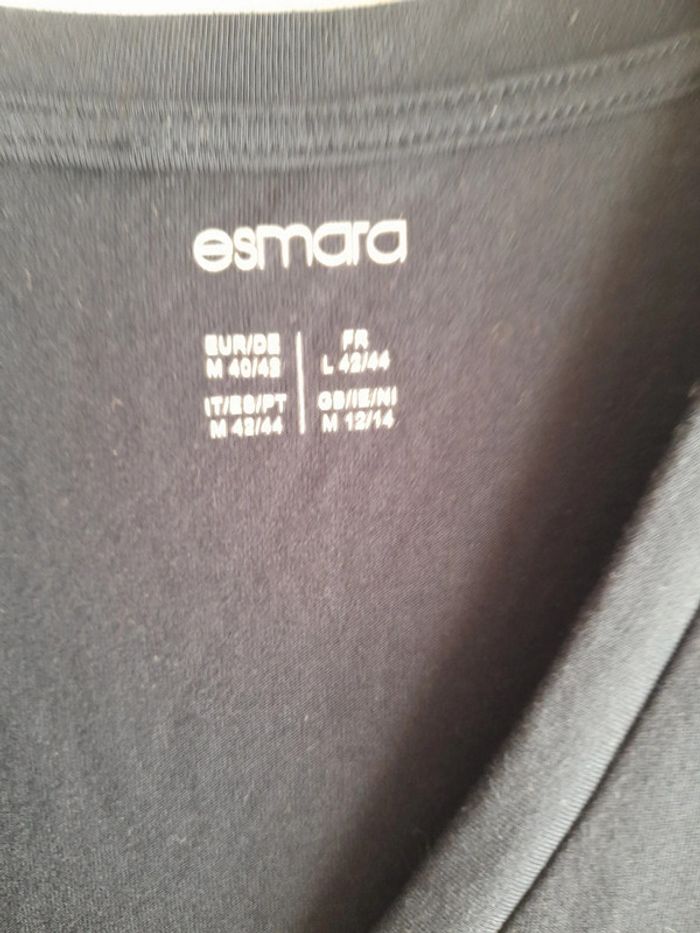 esmara
EUR/DE
M 40/42
FR
L 42/44
IT/ES/PT
M 42/44
GB/IE/NI
M 12/14